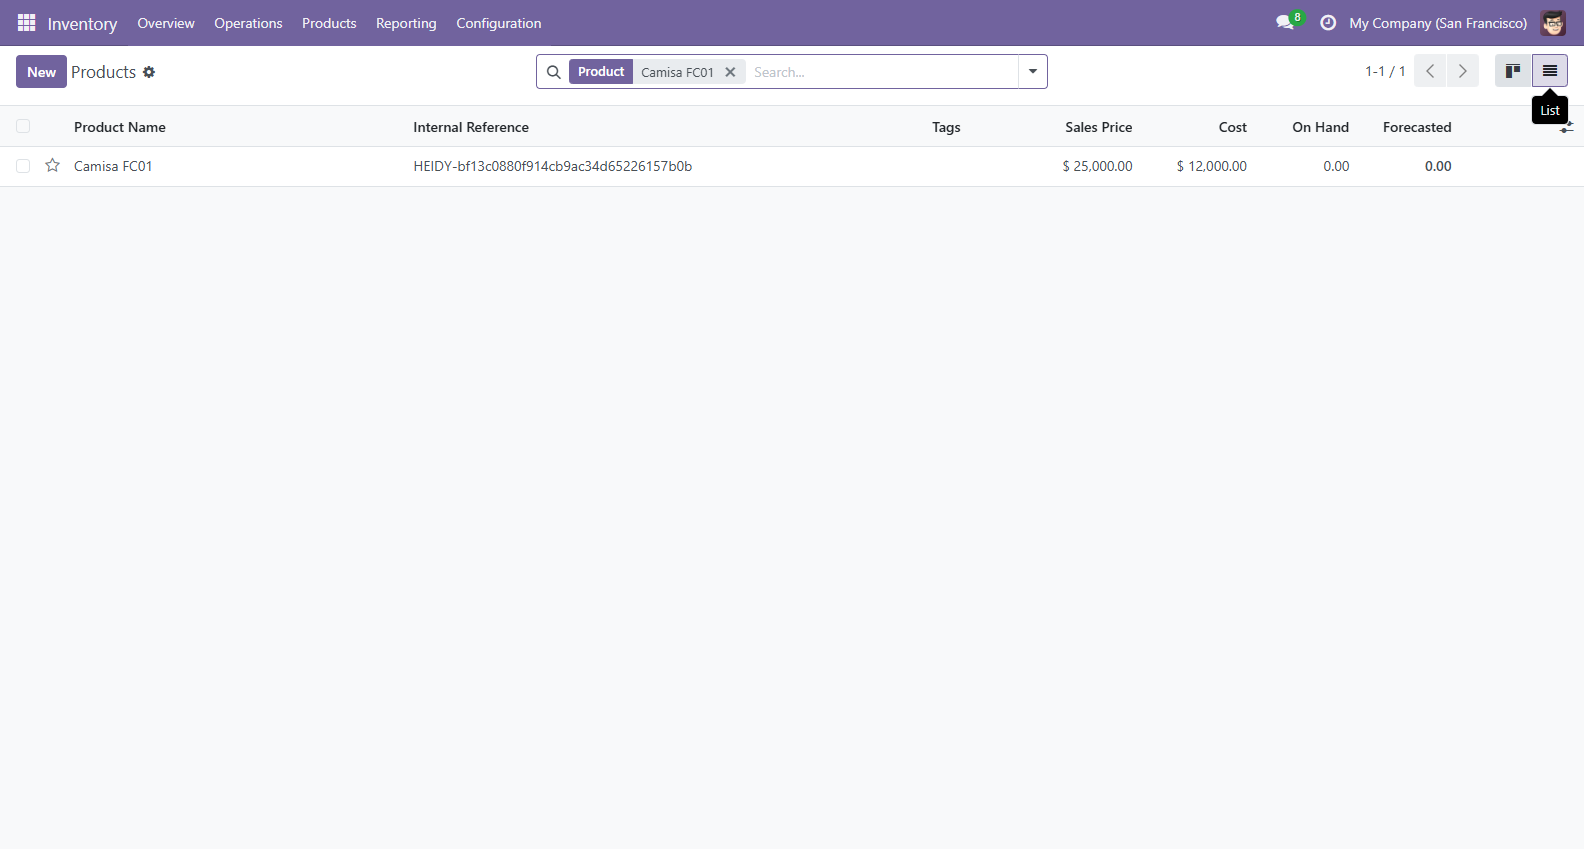 Inventory Overview Operations Products Reporting Configuration 8 My Company (San Francisco)
New Products Product Camisa FC01 Search... 1-1 / 1
List
Product Name Internal Reference Tags Sales Price Cost On Hand Forecasted
Camisa FC01 HEIDY-bf13c0880f914cb9ac34d65226157b0b $ 25,000.00 $ 12,000.00 0.00 0.00